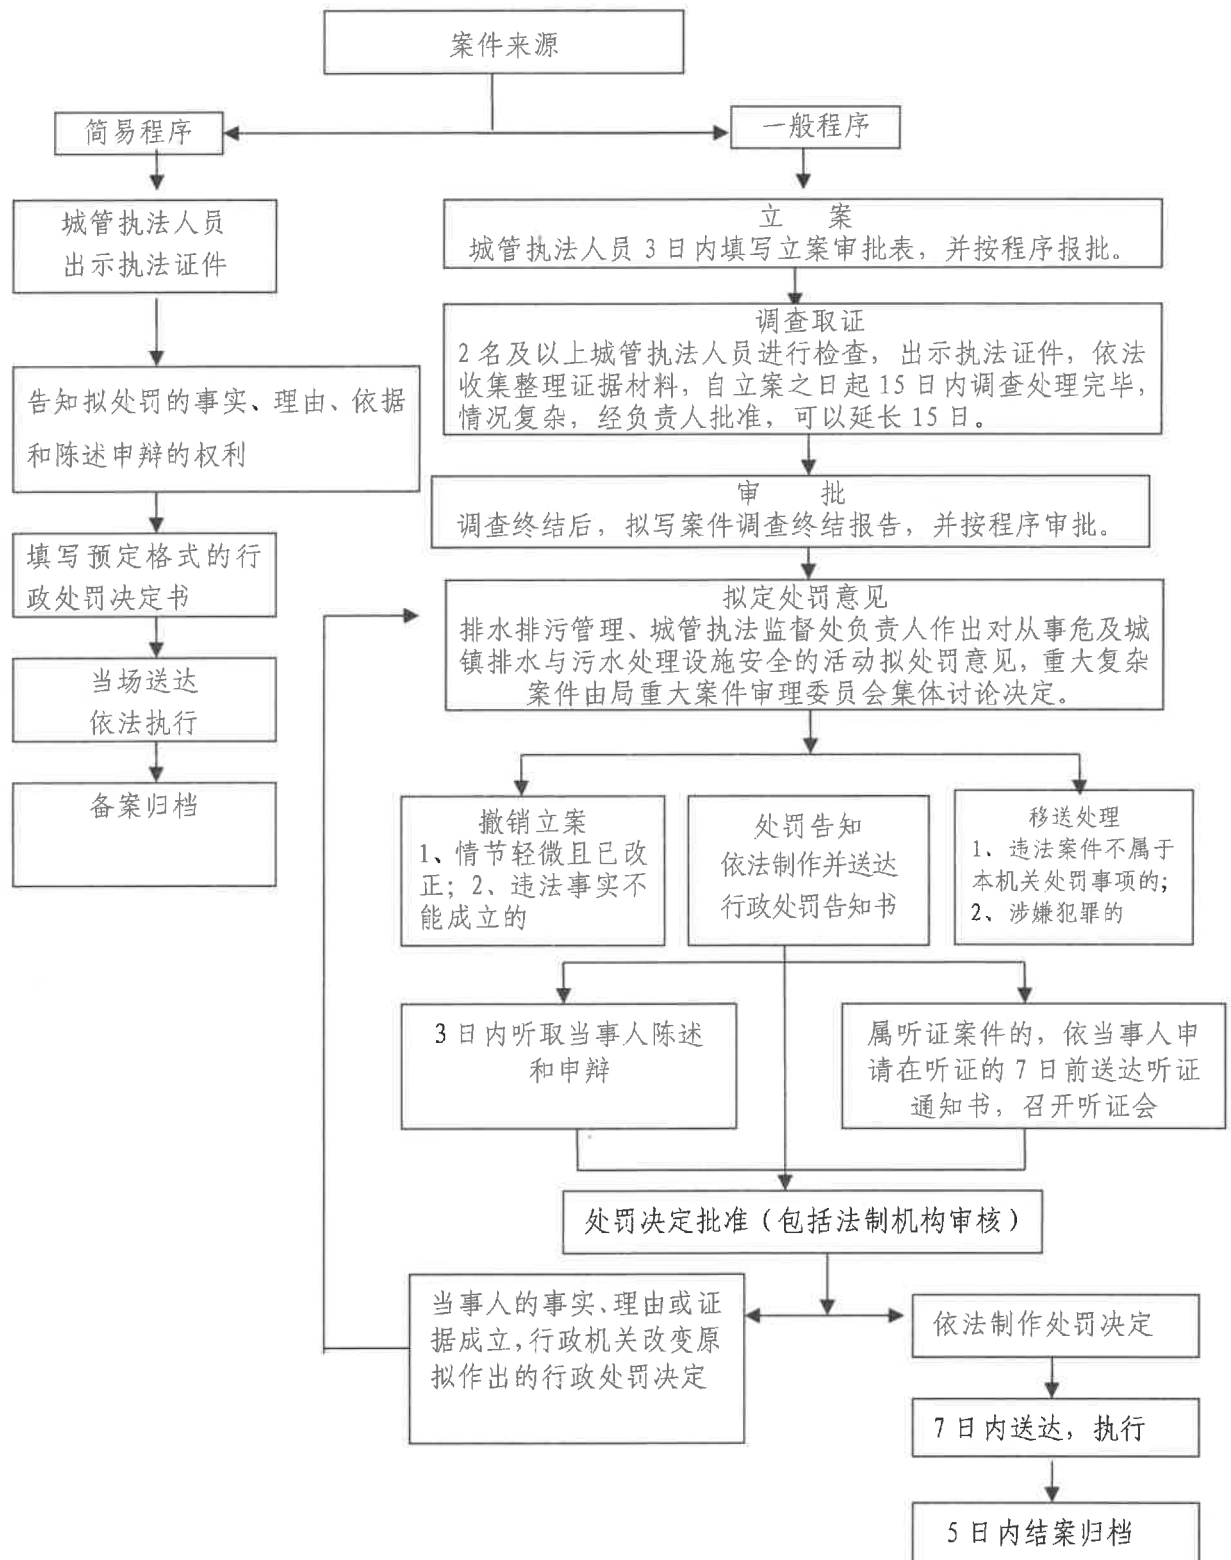 案件来源
简易程序
一般程序
城管执法人员
出示执法证件
告知拟处罚的事实、理由、依据
和陈述申辩的权利
填写预定格式的行
政处罚决定书
当场送达
依法执行
备案归档
立 案
城管执法人员 3 日内填写立案审批表，并按程序报批。
调查取证
2 名及以上城管执法人员进行检查，出示执法证件，依法
收集整理证据材料，自立案之日起 15 日内调查处理完毕，
情况复杂，经负责人批准，可以延长 15 日。
审 批
调查终结后，拟写案件调查终结报告，并按程序审批。
拟定处罚意见
排水排污管理、城管执法监督处负责人作出对从事危及城
镇排水与污水处理设施安全的活动拟处罚意见，重大复杂
案件由局重大案件审理委员会集体讨论决定。
撤销立案
1、情节轻微且已改
正；2、违法事实不
能成立的
处罚告知
依法制作并送达
行政处罚告知书
移送处理
1、违法案件不属于
本机关处罚事项的；
2、涉嫌犯罪的
3 日内听取当事人陈述
和申辩
属听证案件的，依当事人申
请在听证的 7 日前送达听证
通知书，召开听证会
处罚决定批准（包括法制机构审核）
当事人的事实、理由或证
据成立，行政机关改变原
拟作出的行政处罚决定
依法制作处罚决定
7 日内送达，执行
5 日内结案归档